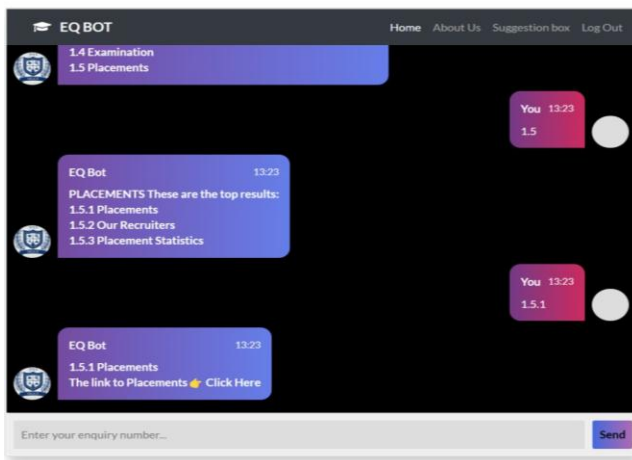 EQ BOT Home About Us Suggestion box Log Out
1.4 Examination
1.5 Placements
You 13:23
1.5
EQ Bot 13:23
PLACEMENTS These are the top results:
1.5.1 Placements
1.5.2 Our Recruiters
1.5.3 Placement Statistics
You 13:23
1.5.1
EQ Bot 13:23
1.5.1 Placements
The link to Placements 👉 Click Here
Enter your enquiry number... Send